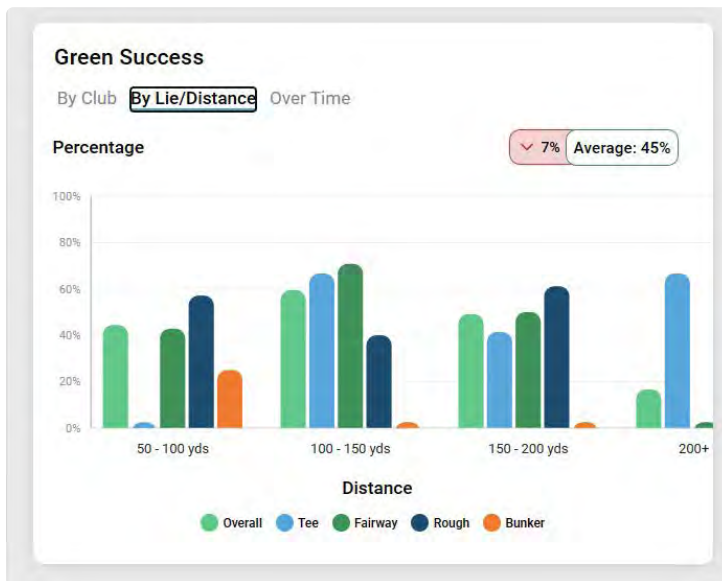 Green Success
By Club By Lie/Distance Over Time
Percentage
7% Average: 45%
100%
80%
60%
40%
20%
0%
50 - 100 yds 100 - 150 yds 150 - 200 yds 200+
Distance
Overall Tee Fairway Rough Bunker